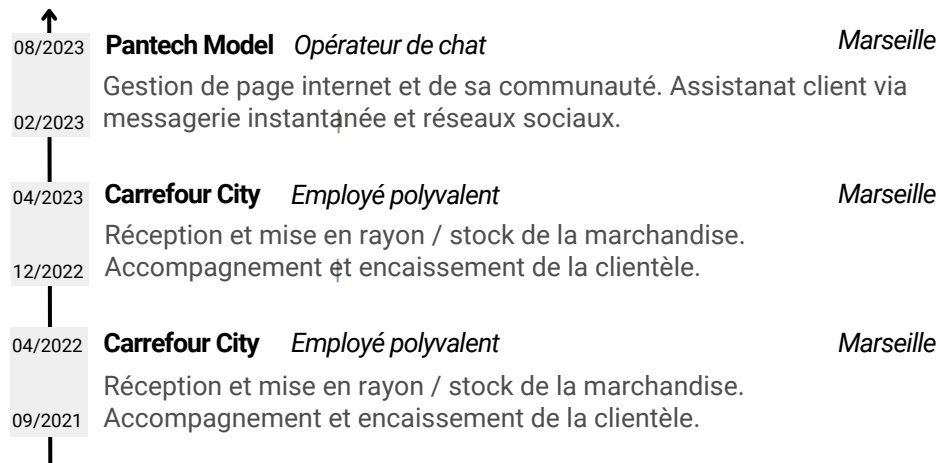 08/2023 Pantech Model Opérateur de chat Marseille
Gestion de page internet et de sa communauté. Assistanat client via
02/2023 messagerie instantanée et réseaux sociaux.
04/2023 Carrefour City Employé polyvalent Marseille
Réception et mise en rayon / stock de la marchandise.
12/2022 Accompagnement et encaissement de la clientèle.
04/2022 Carrefour City Employé polyvalent Marseille
Réception et mise en rayon / stock de la marchandise.
09/2021 Accompagnement et encaissement de la clientèle.